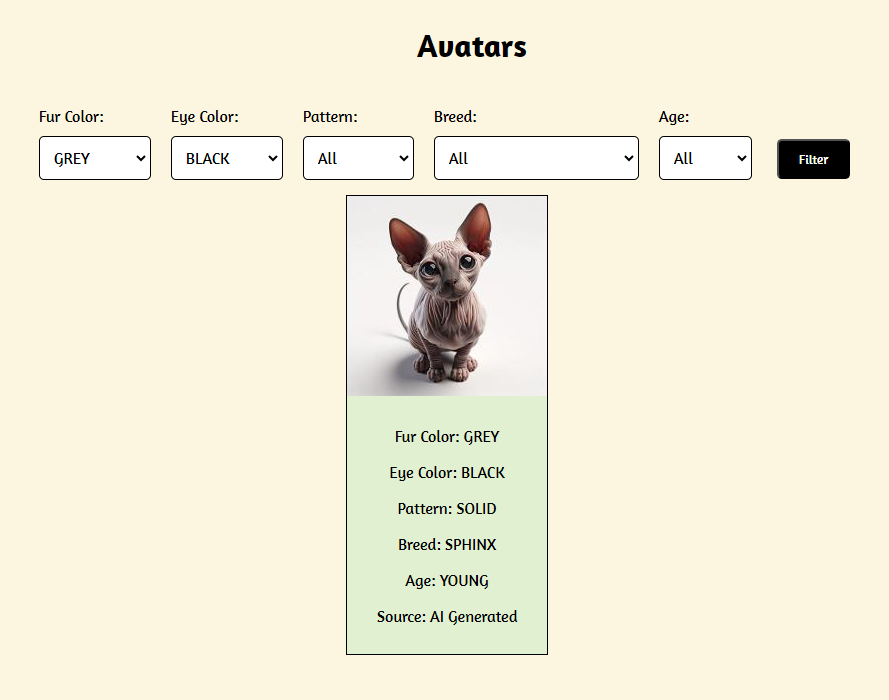 Avatars
Fur Color: Eye Color: Pattern: Breed: Age:
GREY BLACK All All All Filter
Fur Color: GREY
Eye Color: BLACK
Pattern: SOLID
Breed: SPHINX
Age: YOUNG
Source: AI Generated